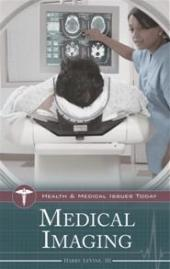 HEALTH & MEDICAL ISSUES TODAY
MEDICAL
IMAGING
HARRY LEVINE, III